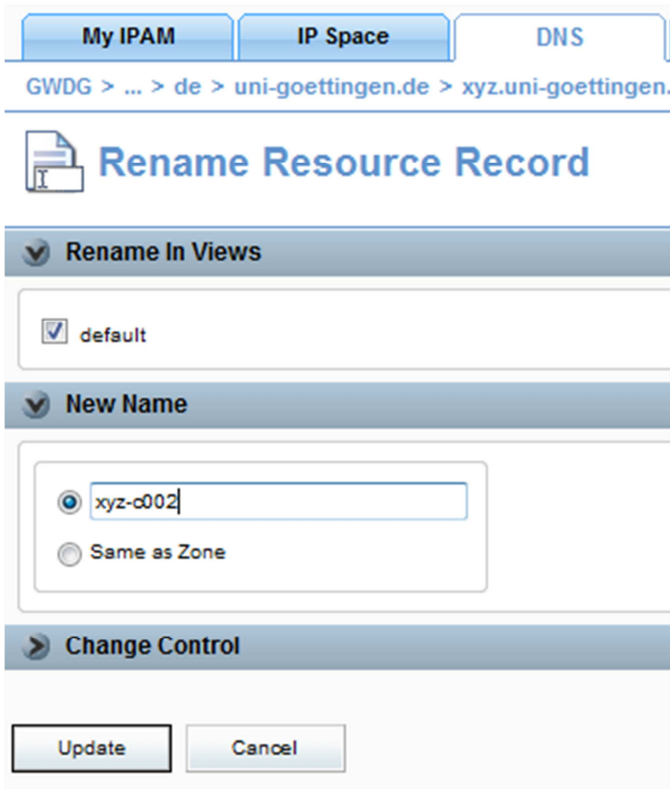 My IPAM IP Space DNS
GWDG > ... > de > uni-goettingen.de > xyz.uni-goettingen.
Rename Resource Record
Rename In Views
default
New Name
xyz-c002
Same as Zone
Change Control
Update Cancel